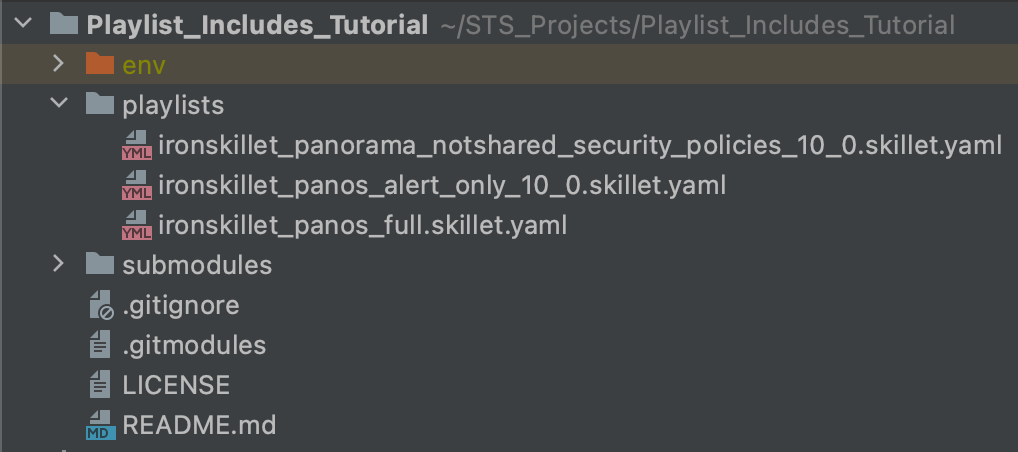 Playlist_Includes_Tutorial ~/STS_Projects/Playlist_Includes_Tutorial
env
playlists
YML ironskillet_panorama_notshared_security_policies_10_0.skillet.yaml
YML ironskillet_panos_alert_only_10_0.skillet.yaml
YML ironskillet_panos_full.skillet.yaml
submodules
.gitignore
.gitmodules
LICENSE
MD README.md